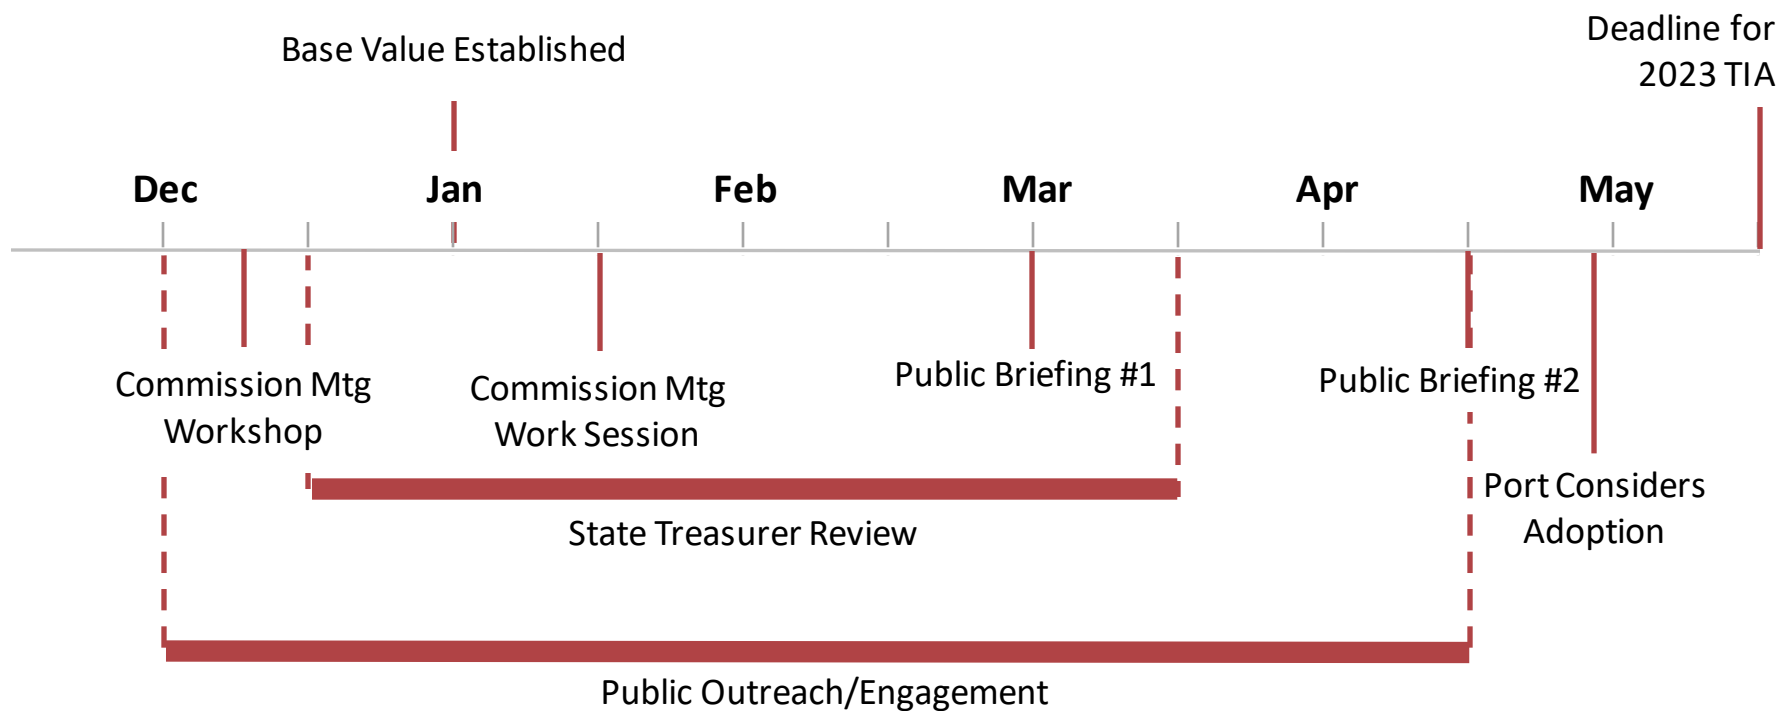 Deadline for
2023 TIA
Base Value Established
Dec
Jan
Feb
Mar
Apr
May
Commission Mtg
Workshop
Commission Mtg
Work Session
Public Briefing #1
Public Briefing #2
Port Considers
Adoption
State Treasurer Review
Public Outreach/Engagement